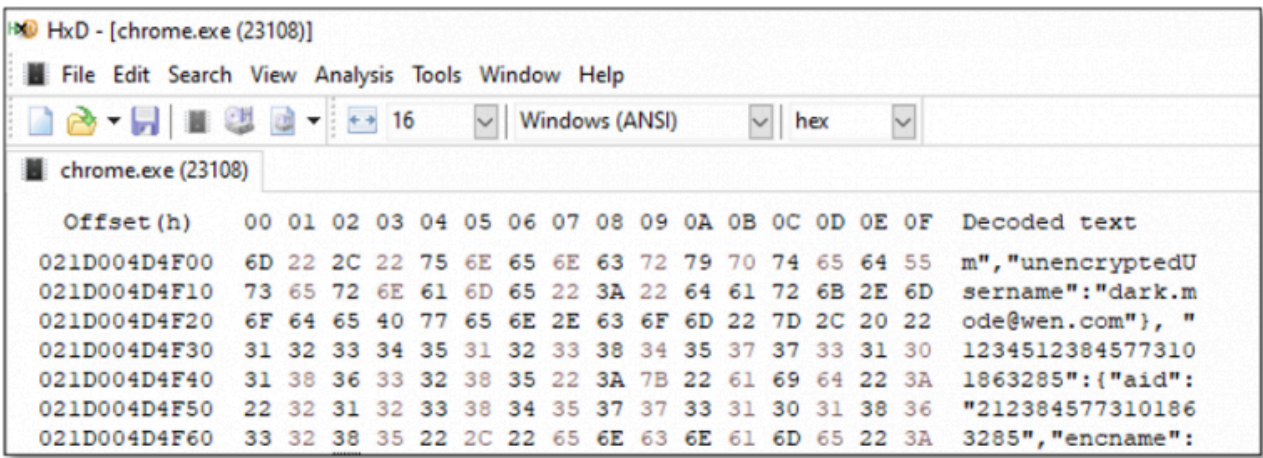 HxD - [chrome.exe (23108)]
File Edit Search View Analysis Tools Window Help
16 Windows (ANSI) hex
chrome.exe (23108)
Offset(h) 00 01 02 03 04 05 06 07 08 09 0A 0B 0C 0D 0E 0F Decoded text
021D004D4F00 6D 22 2C 22 75 6E 65 6E 63 72 79 70 74 65 64 55 m","unencryptedU
021D004D4F10 73 65 72 6E 61 6D 65 22 3A 22 64 61 72 6B 2E 6D sername":"dark.m
021D004D4F20 6F 64 65 40 77 65 6E 2E 63 6F 6D 22 7D 2C 20 22 ode@wen.com"}, "
021D004D4F30 31 32 33 34 35 31 32 33 38 34 35 37 37 33 31 30 1234512384577310
021D004D4F40 31 38 36 33 32 38 35 22 3A 7B 22 61 69 64 22 3A 1863285":{"aid":
021D004D4F50 22 32 31 32 33 38 34 35 37 37 33 31 30 31 38 36 "212384577310186
021D004D4F60 33 32 38 35 22 2C 22 65 6E 63 6E 61 6D 65 22 3A 3285","encname":